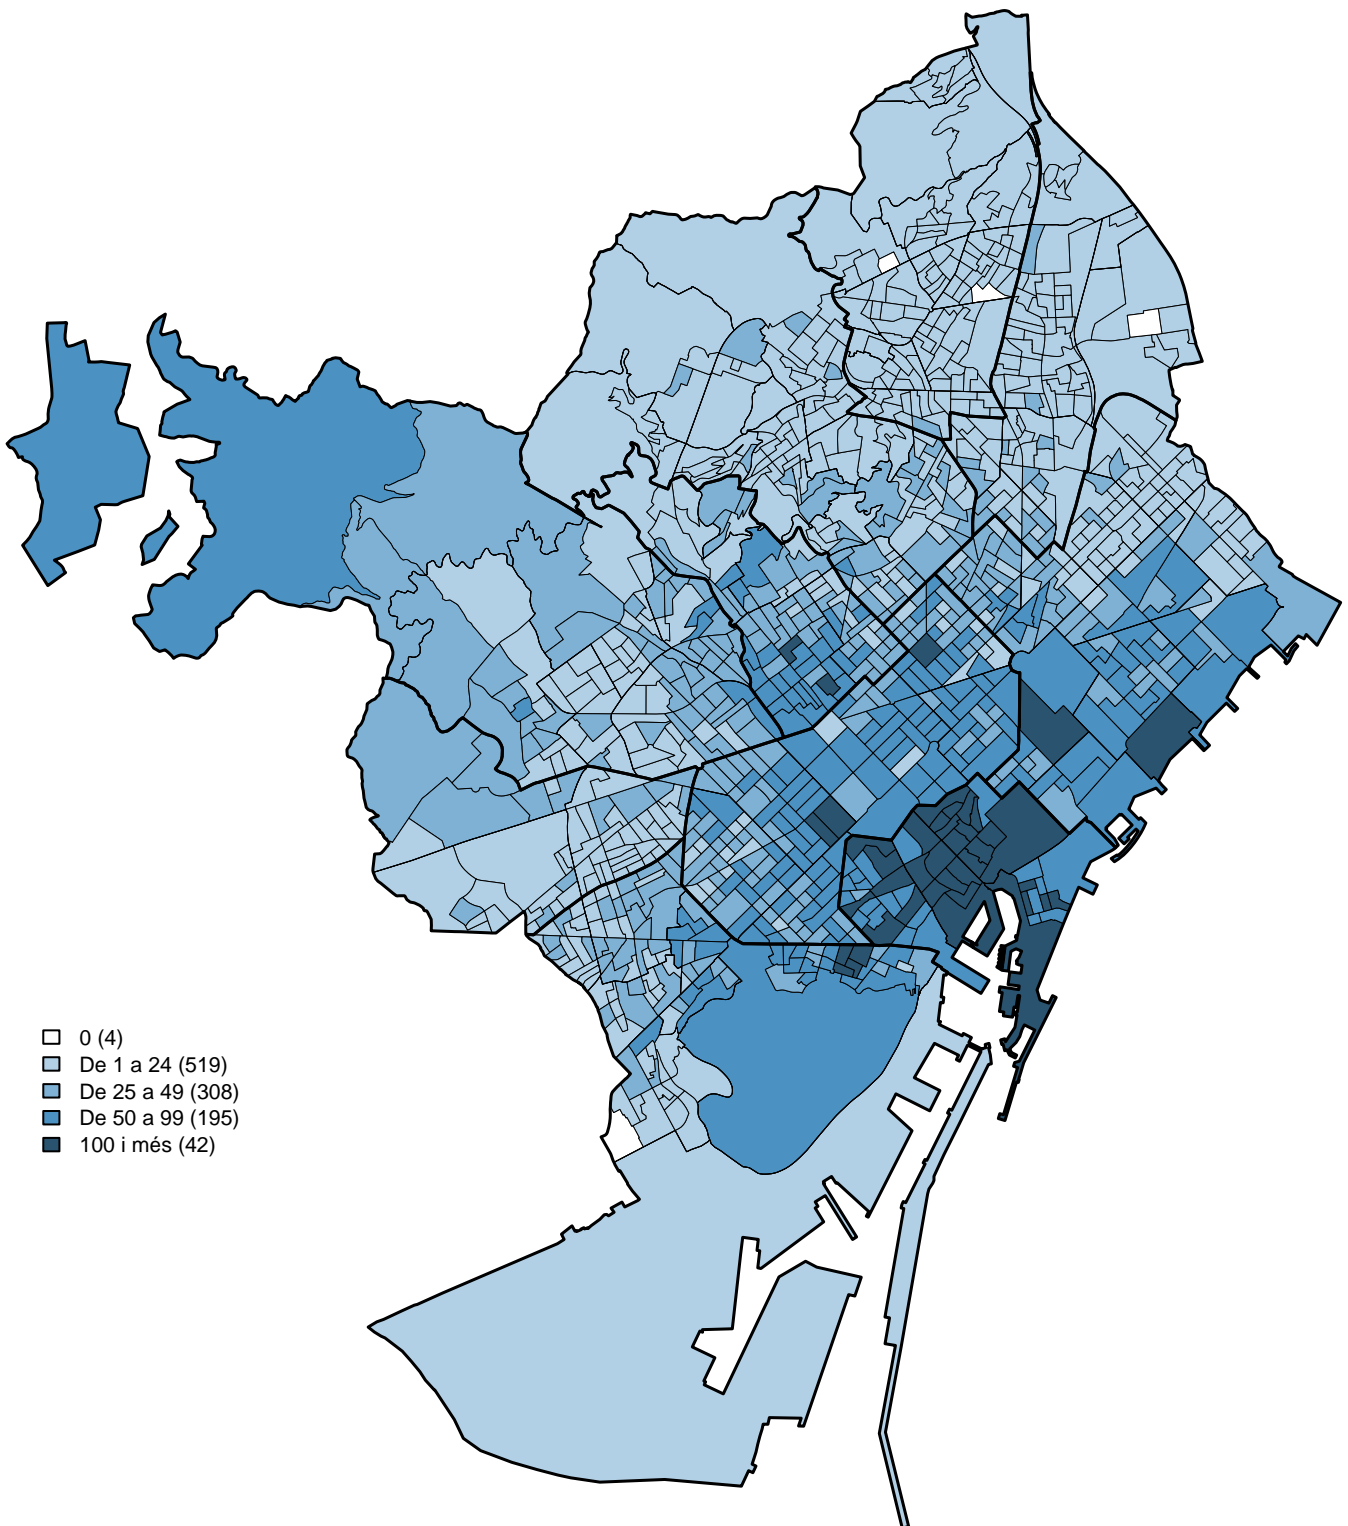 0 (4)
De 1 a 24 (519)
De 25 a 49 (308)
De 50 a 99 (195)
100 i més (42)